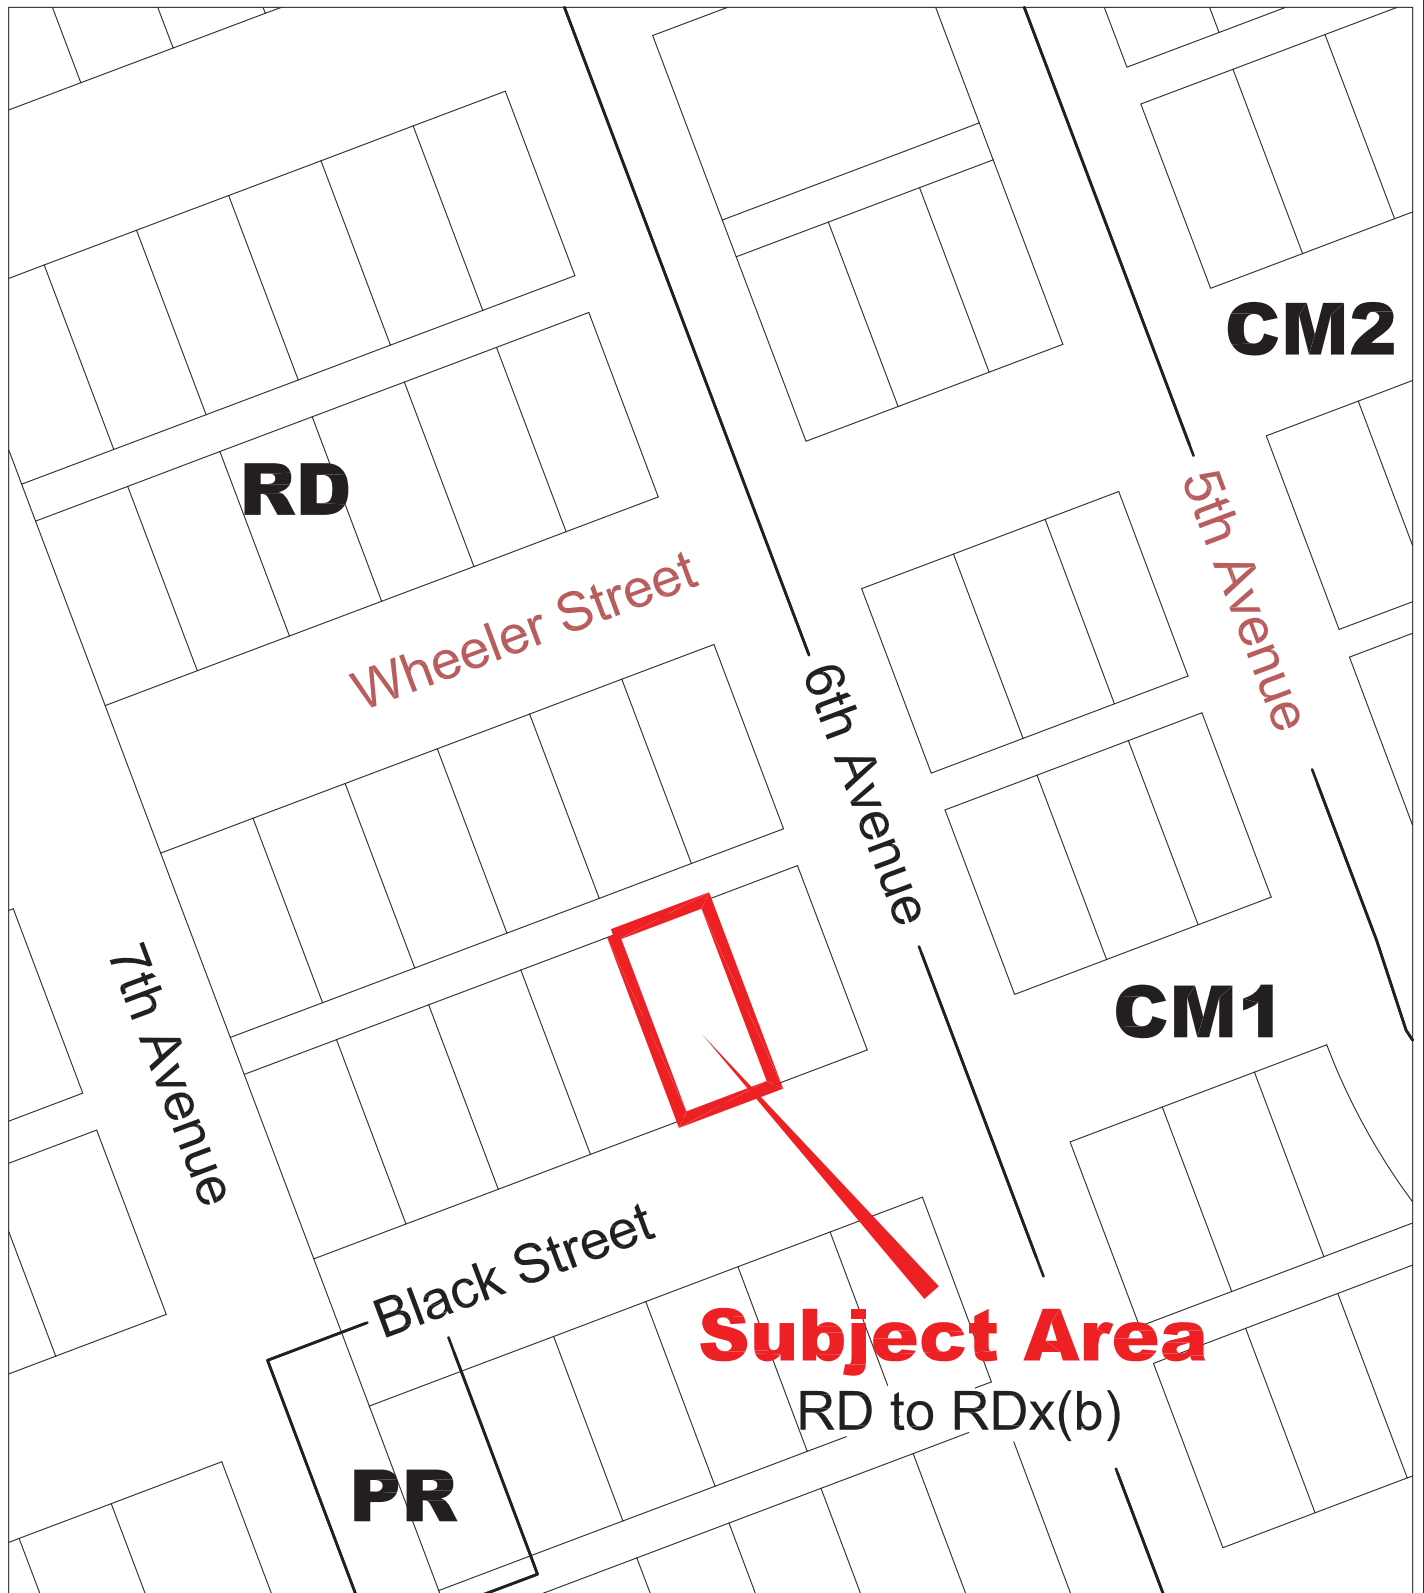 CM2
RD
5th Avenue
Wheeler Street
6th Avenue
7th Avenue
CM1
Black Street
Subject Area
RD to RDx(b)
PR